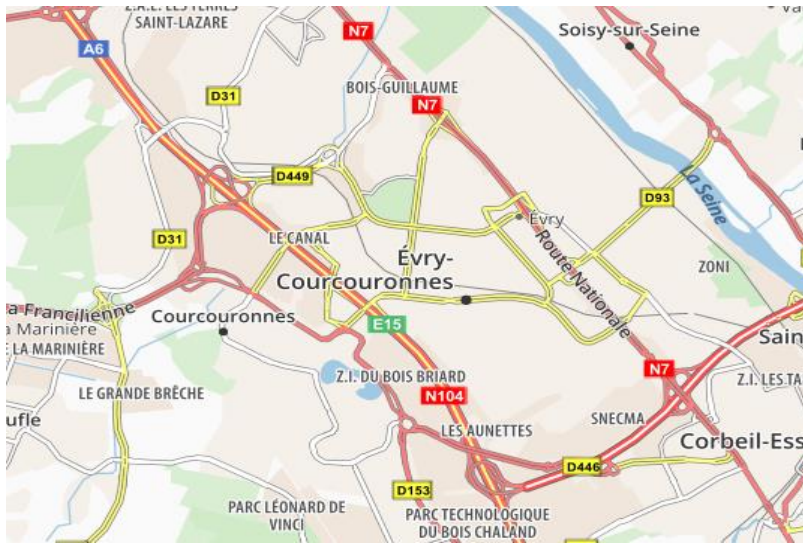 Z.A.E. LES TERRES
SAINT-LAZARE
N7
A6
Soisy-sur-Seine
D31
BOIS-GUILLAUME
N7
D449
La Seine
D93
D31
LE CANAL
Évry
Évry-
Courcouronnes
Route Nationale
ZONI
a Francilienne
Courcouronnes
E15
a Marinière
E LA MARINIÈRE
Sain
N7
Z.I. DU BOIS BRIARD
Z.I. LES TA
LE GRANDE BRÊCHE
N104
SNECMA
ufle
LES AUNETTES
Corbeil-Ess
D446
D153
PARC LÉONARD DE
VINCI
PARC TECHNOLOGIQUE
DU BOIS CHALAND